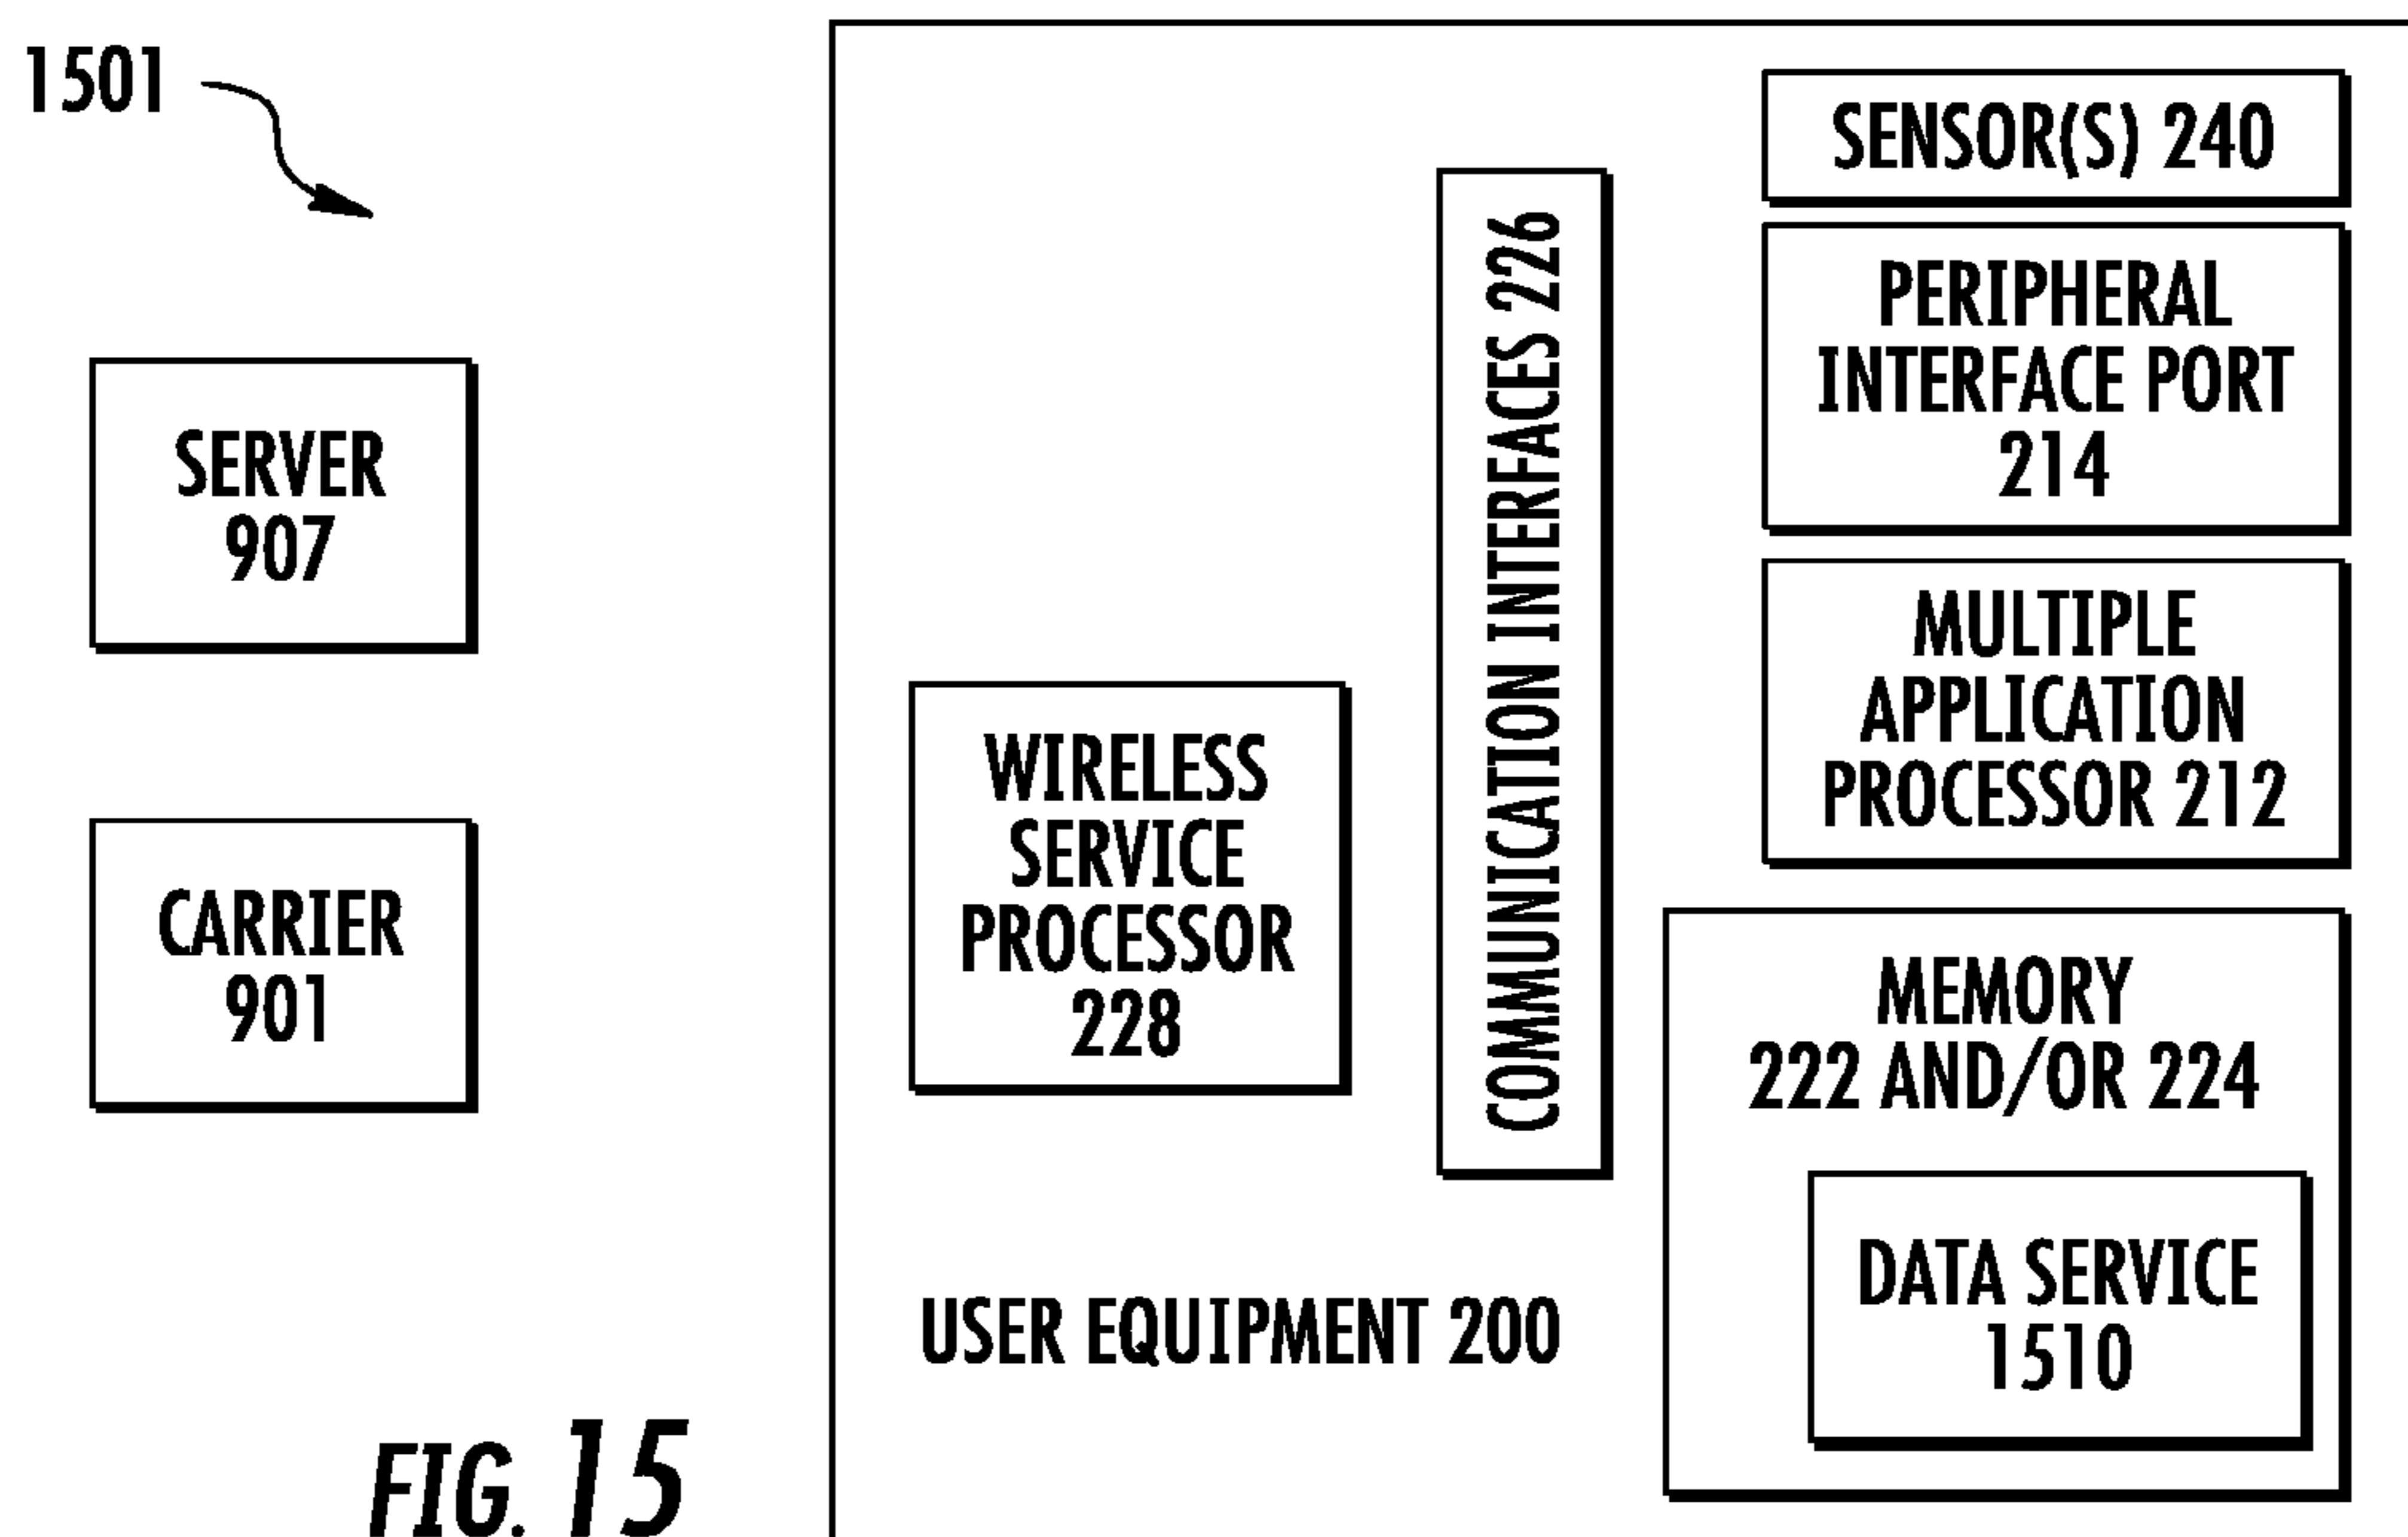 1501
SERVER
907
CARRIER
901
WIRELESS
SERVICE
PROCESSOR
228
USER EQUIPMENT 200
COMMUNICATION INTERFACES 226
SENSOR(S) 240
PERIPHERAL
INTERFACE PORT
214
MULTIPLE
APPLICATION
PROCESSOR 212
MEMORY
222 AND/OR 224
DATA SERVICE
1510
FIG. 15